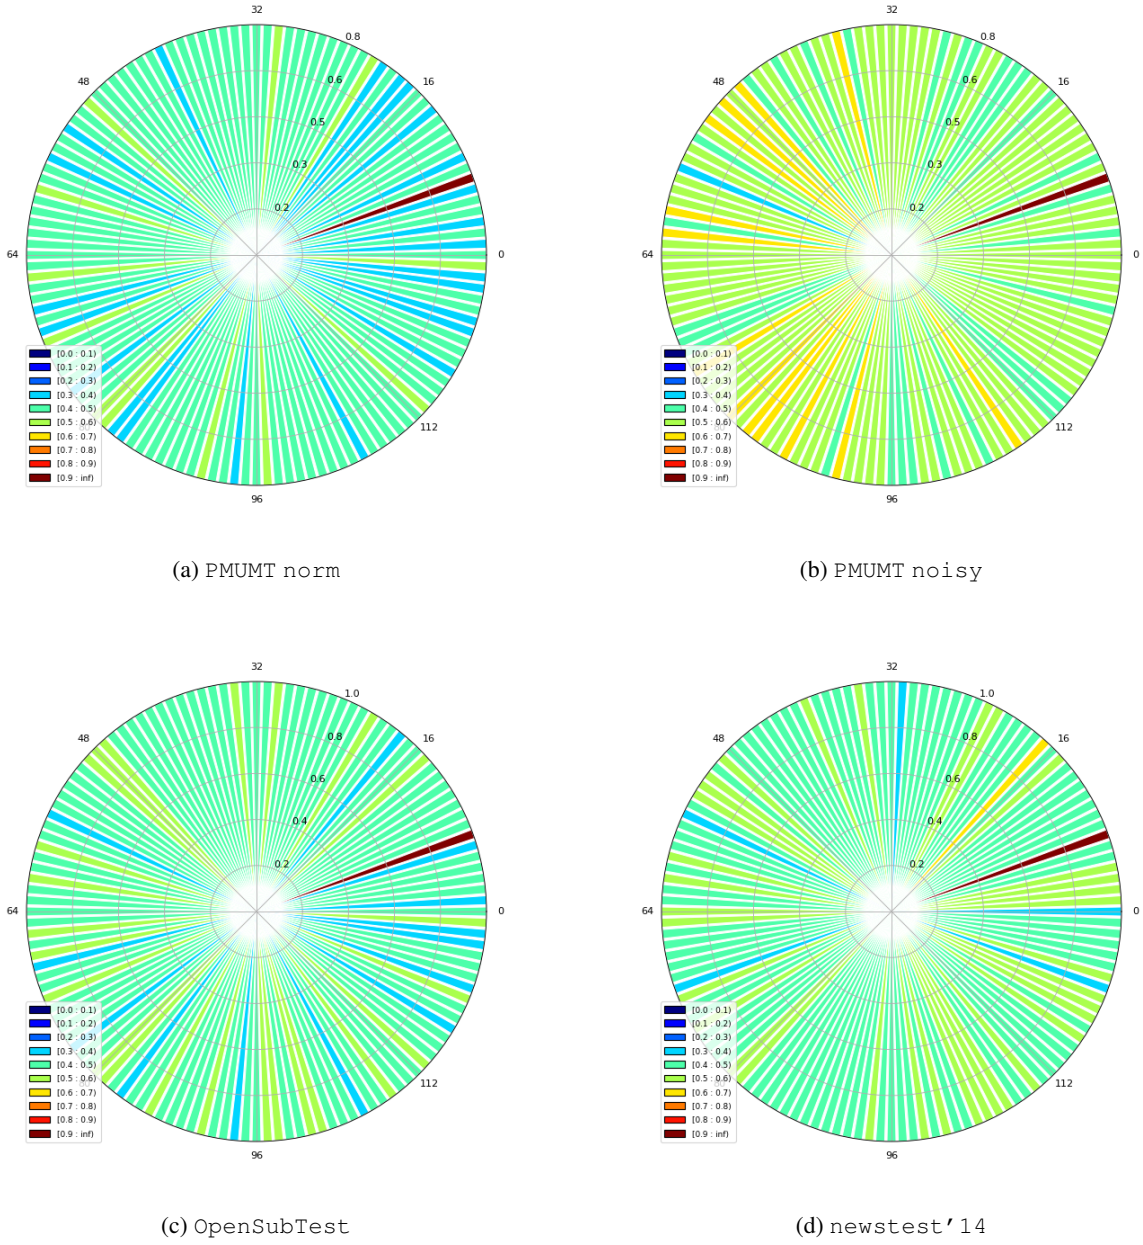 32
0.8
48
16
0.6
0.5
0.3
0.2
64
0
[0.0 : 0.1)
[0.1 : 0.2)
[0.2 : 0.3)
[0.3 : 0.4)
[0.4 : 0.5)
[0.5 : 0.6)
[0.6 : 0.7)
[0.7 : 0.8)
[0.8 : 0.9)
[0.9 : inf)
80
112
96
(a) PMUMT norm
32
0.8
48
16
0.6
0.5
0.3
0.2
64
0
[0.0 : 0.1)
[0.1 : 0.2)
[0.2 : 0.3)
[0.3 : 0.4)
[0.4 : 0.5)
[0.5 : 0.6)
[0.6 : 0.7)
[0.7 : 0.8)
[0.8 : 0.9)
[0.9 : inf)
80
112
96
(b) PMUMT noisy
32
1.0
48
16
0.8
0.6
0.4
0.2
64
0
[0.0 : 0.1)
[0.1 : 0.2)
[0.2 : 0.3)
[0.3 : 0.4)
[0.4 : 0.5)
[0.5 : 0.6)
[0.6 : 0.7)
[0.7 : 0.8)
[0.8 : 0.9)
[0.9 : inf)
80
112
96
(c) OpenSubTest
32
1.0
48
16
0.8
0.6
0.4
0.2
64
0
[0.0 : 0.1)
[0.1 : 0.2)
[0.2 : 0.3)
[0.3 : 0.4)
[0.4 : 0.5)
[0.5 : 0.6)
[0.6 : 0.7)
[0.7 : 0.8)
[0.8 : 0.9)
[0.9 : inf)
80
112
96
(d) newstest'14